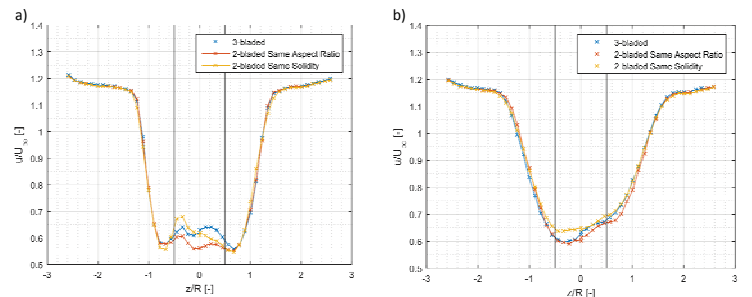 a)
1.4
1.3
1.2
1.1
1
0.9
0.8
0.7
0.6
0.5
u/U∞ [-]
3-bladed
2-bladed Same Aspect Ratio
2-bladed Same Solidity
-3
-2
-1
0
1
2
3
z/R [-]
b)
1.4
1.3
1.2
1.1
1
0.9
0.8
0.7
0.6
0.5
u/U∞ [-]
3-bladed
2-bladed Same Aspect Ratio
2-bladed Same Solidity
-3
-2
-1
0
1
2
3
z/R [-]